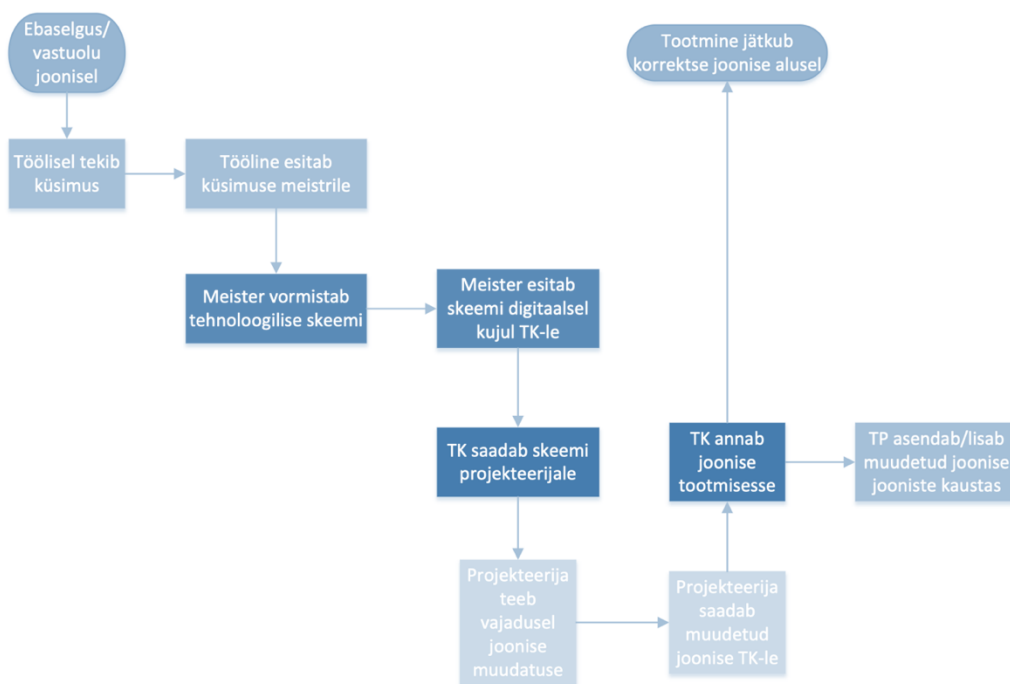 Ebaselgus/
vastuolu
joonisel
Töölisel tekib
küsimus
Tööline esitab
küsimuse meistrile
Meister vormistab
tehnoloogilise skeemi
Meister esitab
skeemi digitaalsel
kujul TK-le
TK saadab skeemi
projekteerijale
Projekteerija
teeb
vajadusel
joonise
muudatuse
Projekteerija
saadab
muudetud
joonise TK-le
TK annab
joonise
tootmisesse
TP asendab/lisab
muudetud joonise
jooniste kaustas
Tootmine jätkub
korrektse joonise alusel